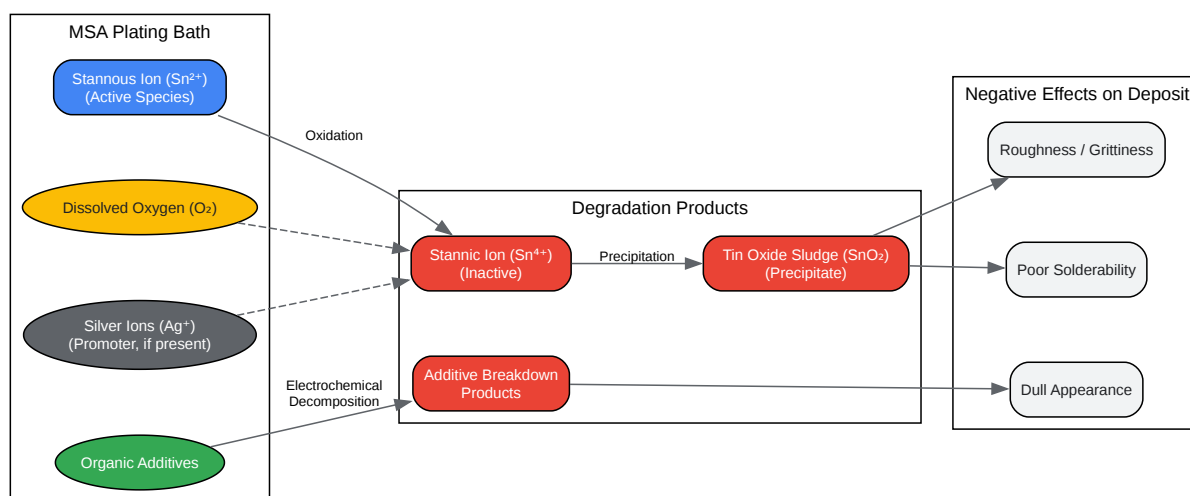 MSA Plating Bath
Stannous Ion (Sn²⁺)
(Active Species)
Dissolved Oxygen (O₂)
Silver Ions (Ag⁺)
(Promoter, if present)
Organic Additives
Oxidation
Electrochemical
Decomposition
Degradation Products
Stannic Ion (Sn⁴⁺)
(Inactive)
Precipitation
Tin Oxide Sludge (SnO₂)
(Precipitate)
Additive Breakdown
Products
Negative Effects on Deposit
Roughness / Grittiness
Poor Solderability
Dull Appearance